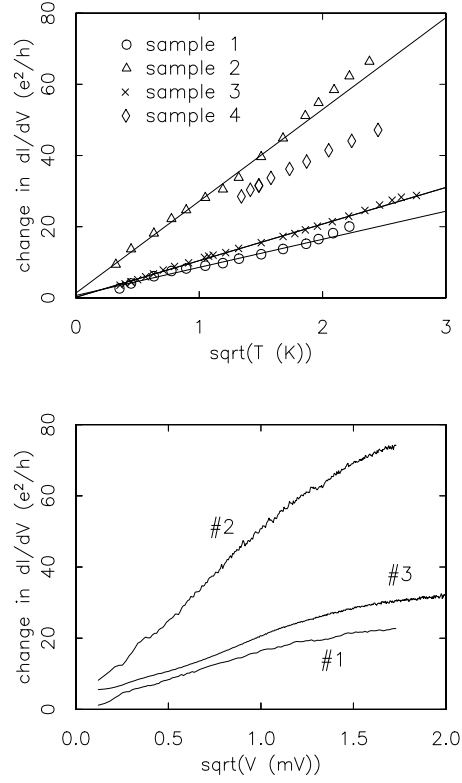 80
60
40
20
0
change in dI/dV (e²/h)
sample 1
sample 2
sample 3
sample 4
0 1 2 3
sqrt(T (K))
80
60
40
20
0
change in dI/dV (e²/h)
#2
#3
#1
0.0 0.5 1.0 1.5 2.0
sqrt(V (mV))